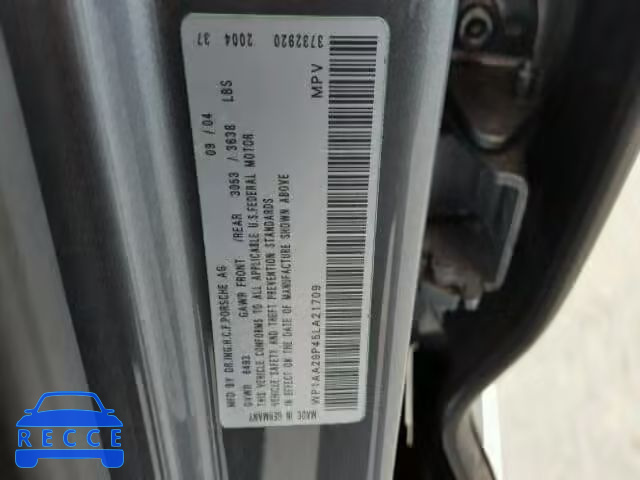 MFD BY DR.ING.H.C.F.PORSCHE AG 09/04
GVWR 6493 GAWR FRONT /REAR 3053 /.3638 LBS
THIS VEHICLE CONFORMS TO ALL APPLICABLE U.S.FEDERAL MOTOR
VEHICLE SAFETY AND THEFT PREVENTION STANDARDS
IN EFFECT ON THE DATE OF MANUFACTURE SHOWN ABOVE
WP1AA29P45LA21709 MPV
MADE IN GERMANY
3732920 2004 37
RECCE